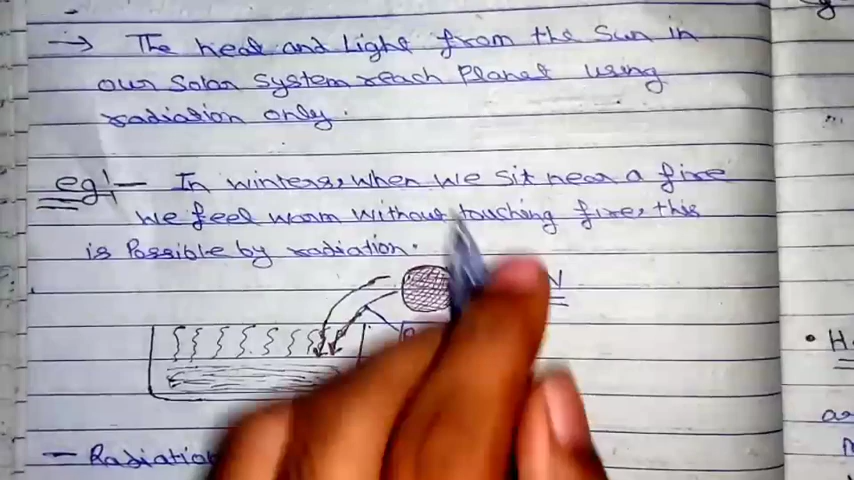 → The heat and Light from the Sun in
our Solar System reach Planet using
radiation only.
eg:- In winters, when we sit near a fire
we feel warm without touching fire, this
is Possible by radiation.
- Radiation
• H